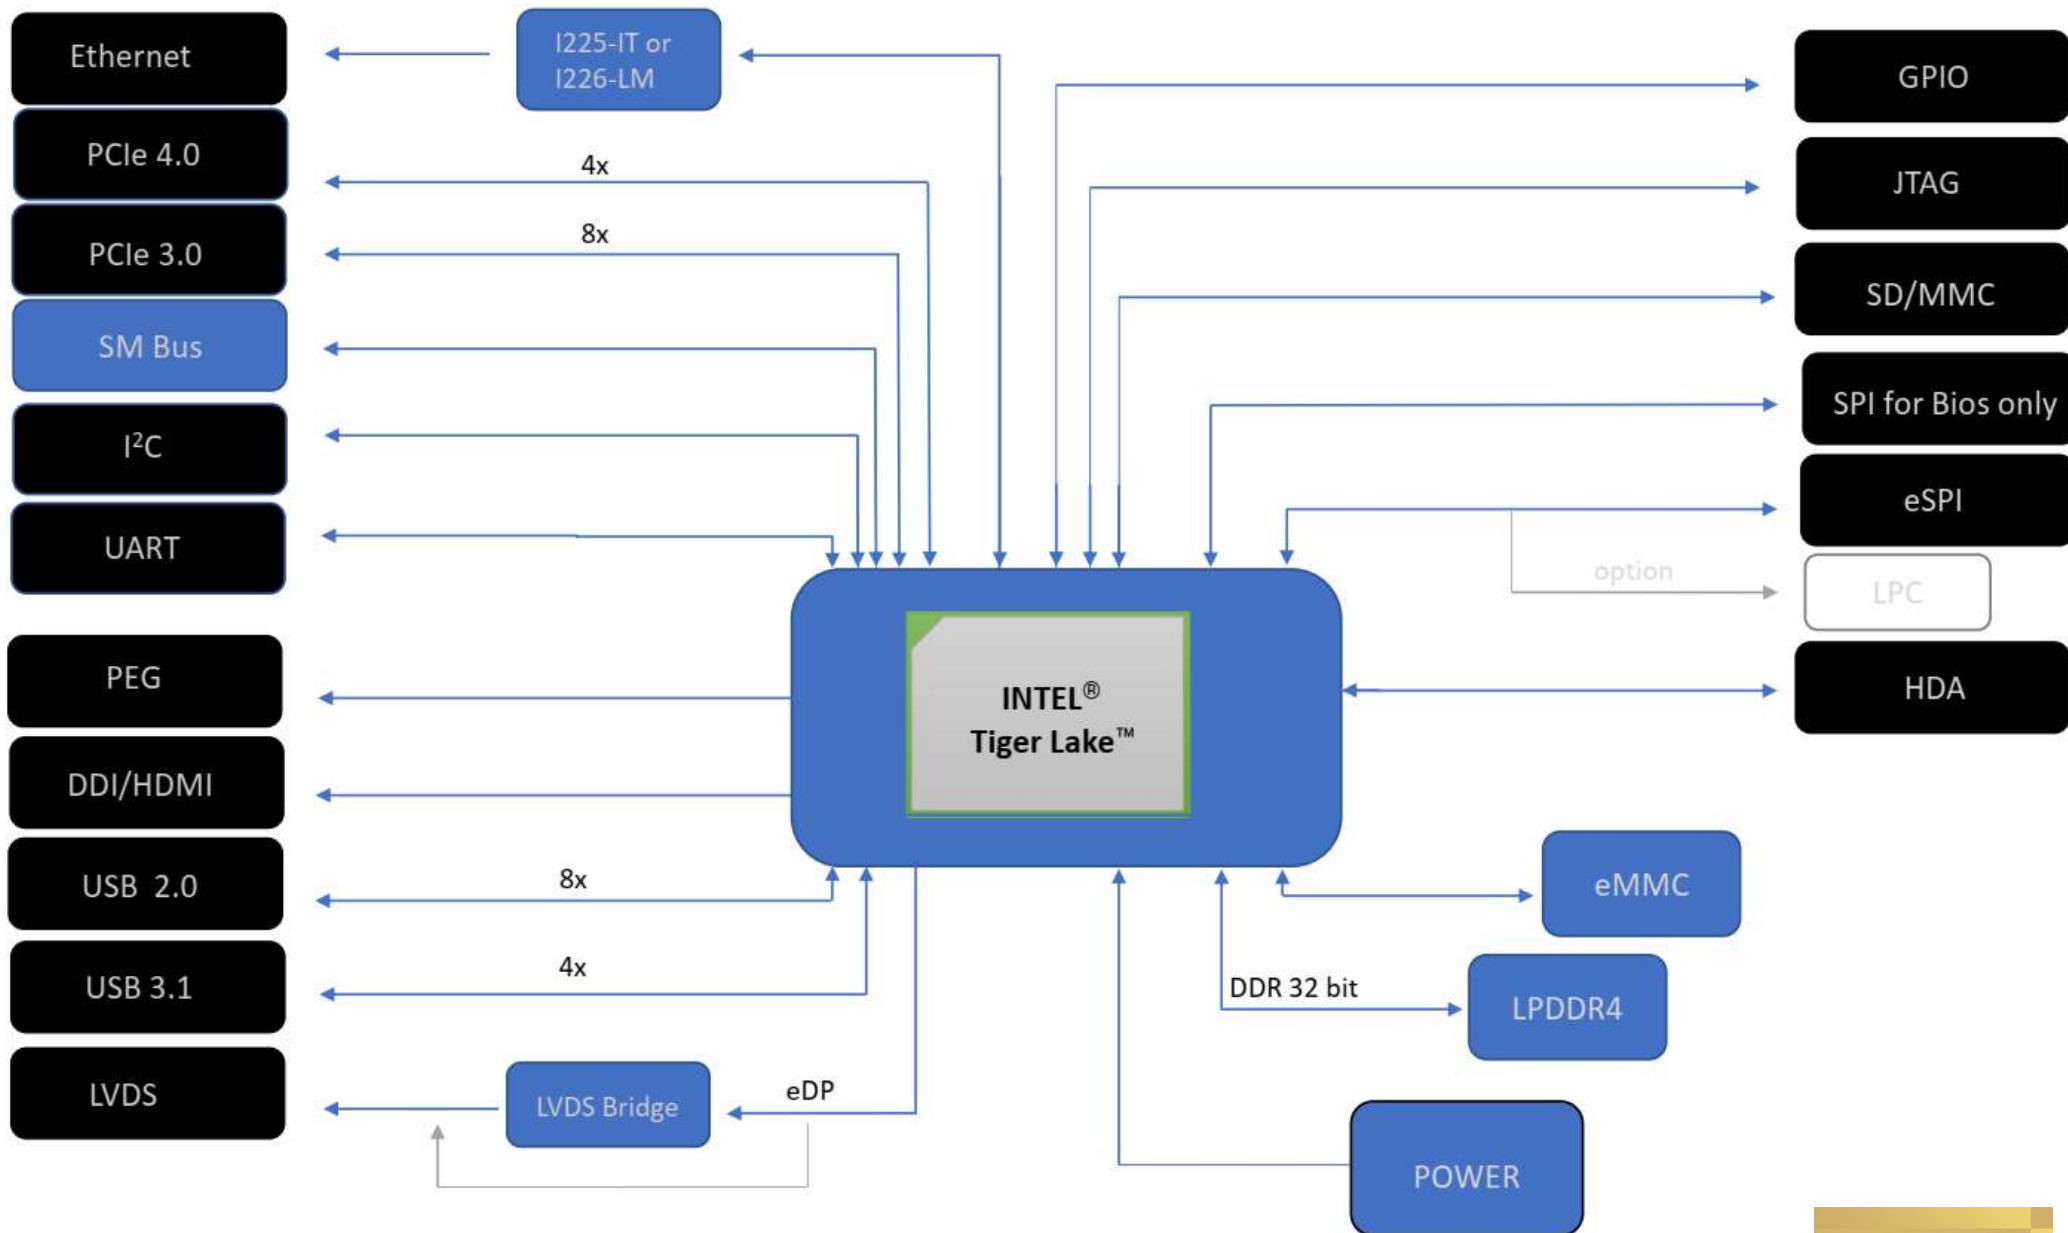 Ethernet
I225-IT or
I226-LM
GPIO
PCIe 4.0
4x
JTAG
PCIe 3.0
8x
SD/MMC
SM Bus
SPI for Bios only
I²C
eSPI
UART
option
LPC
PEG
INTEL®
Tiger Lake™
HDA
DDI/HDMI
USB 2.0
8x
eMMC
USB 3.1
4x
DDR 32 bit
LPDDR4
LVDS
LVDS Bridge
eDP
POWER